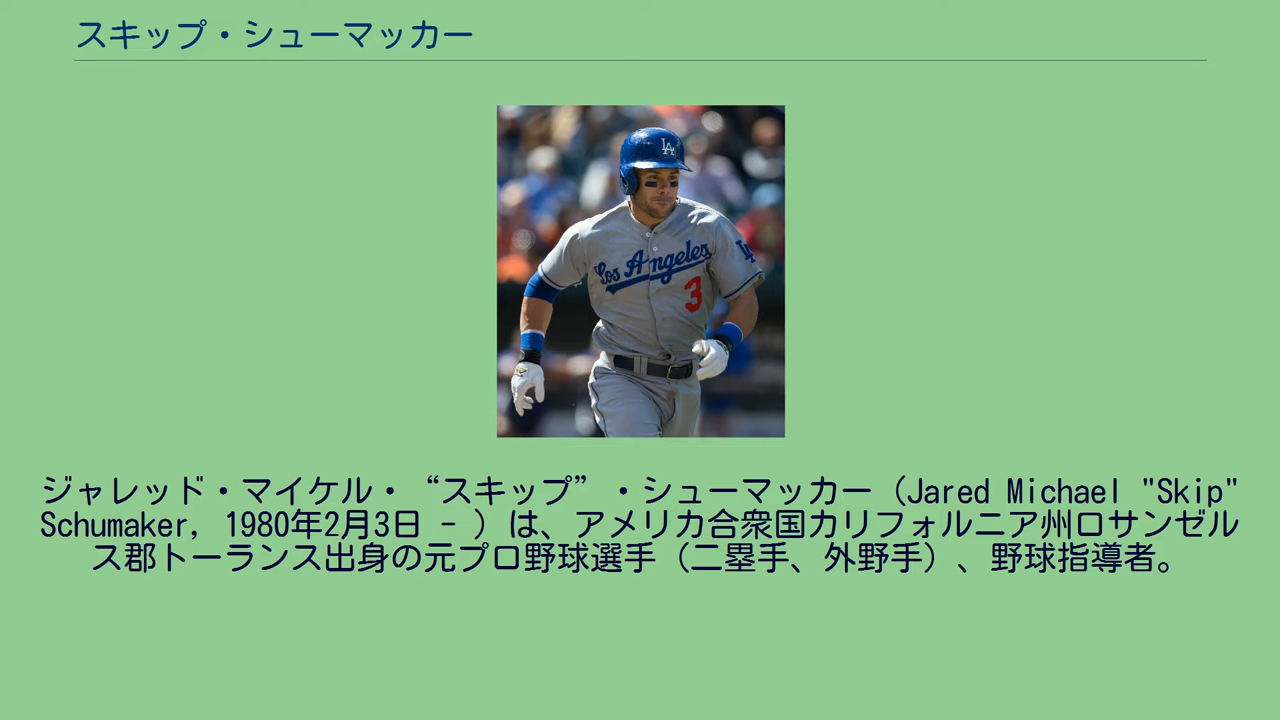 スキップ・シューマッカー
LA
Los Angeles
LA
3
ジャレッド・マイケル・“スキップ”・シューマッカー（Jared Michael "Skip"
Schumaker, 1980年2月3日 - ）は、アメリカ合衆国カリフォルニア州ロサンゼル
ス郡トーランス出身の元プロ野球選手（二塁手、外野手）、野球指導者。